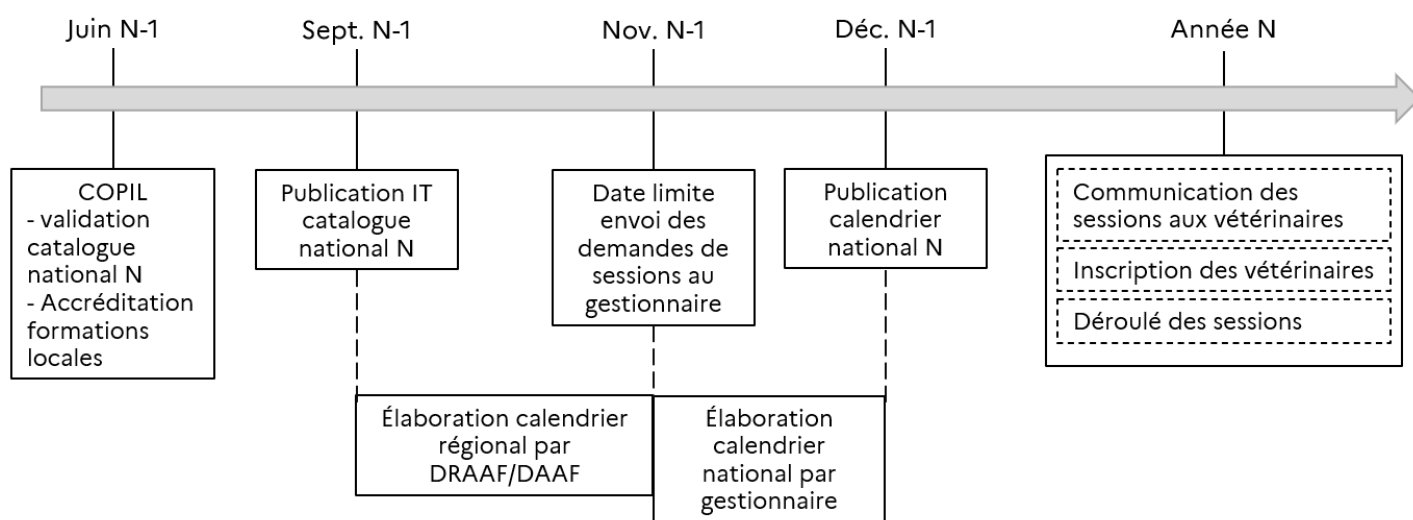 Juin N-1
Sept. N-1
Nov. N-1
Déc. N-1
Année N
COPIL
- validation
catalogue
national N
- Accréditation
formations
locales
Publication IT
catalogue
national N
Date limite
envoi des
demandes de
sessions au
gestionnaire
Publication
calendrier
national N
Communication des
sessions aux vétérinaires
Inscription des vétérinaires
Déroulé des sessions
Élaboration calendrier
régional par
DRAAF/DAAF
Élaboration
calendrier
national par
gestionnaire